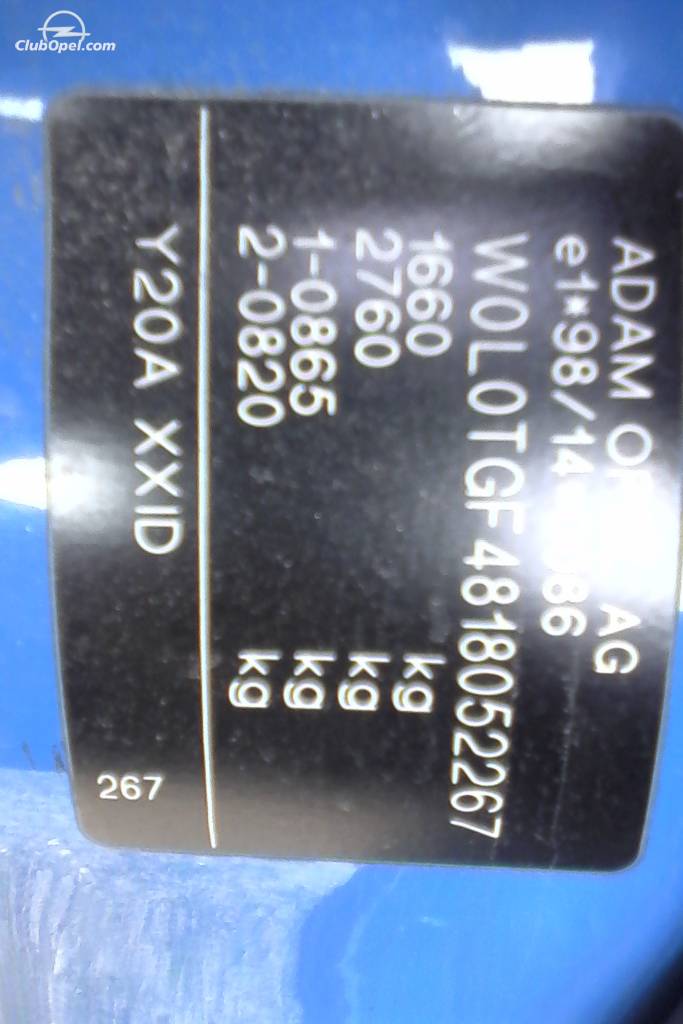 ClubOpel.com
ADAM AG
e1*98/14 86
W0L0TGF4818052267
1660 kg
2760 kg
1-0865 kg
2-0820 kg
Y20A XXID
267